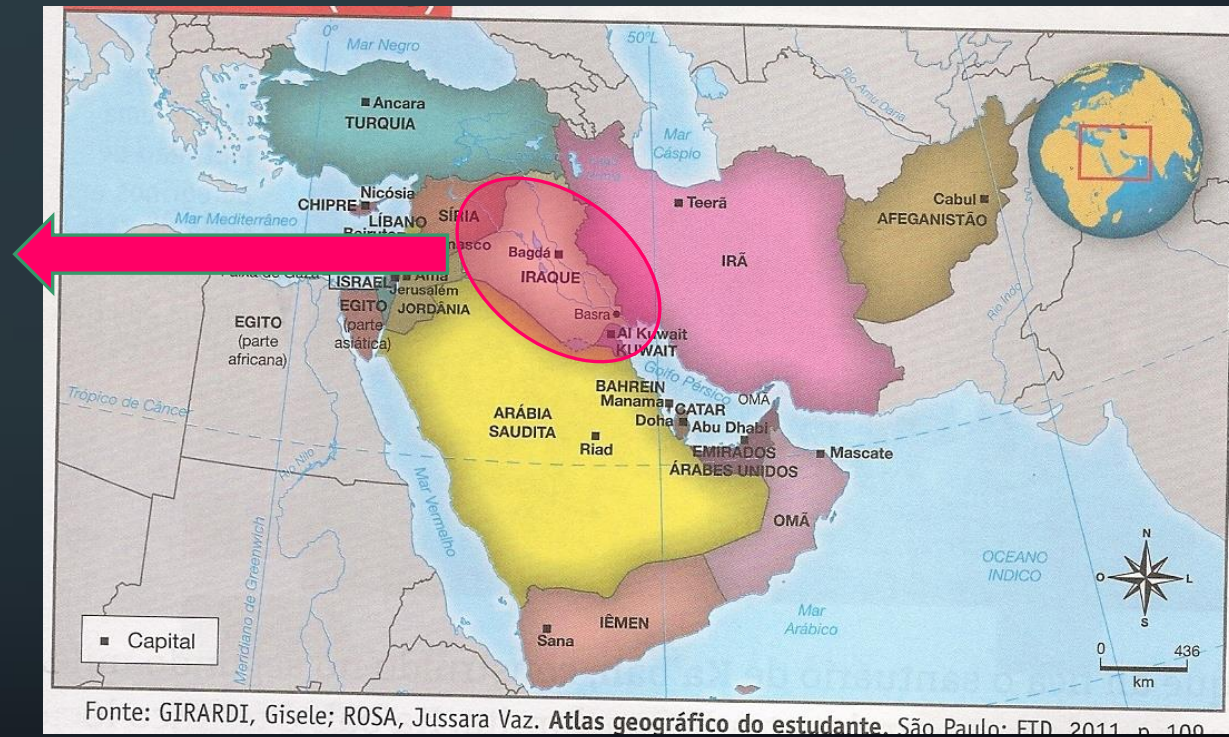 0°
Mar Negro
50°L
Rio Amu Daria
Ancara
TURQUIA
Mar
Cáspio
Nicósia
CHIPRE
LÍBANO
SÍRIA
Teerã
Cabul
AFEGANISTÃO
Mar Mediterrâneo
Bagdá
IRAQUE
IRÃ
ISRAEL
Amã
Jerusalém
EGITO
(parte
asiática)
JORDÂNIA
Basra
Al Kuwait
KUWAIT
Rio Indo
EGITO
(parte
africana)
Golfo Pérsico
BAHREIN
Manama
OMÃ
CATAR
Doha
Abu Dhabi
Trópico de Câncer
ARÁBIA
SAUDITA
Riad
EMIRADOS
ÁRABES UNIDOS
Mascate
Rio Nilo
Mar Vermelho
OMÃ
Meridiano de Greenwich
OCEANO
ÍNDICO
N
O
L
S
IÊMEN
Sana
Mar
Arábico
Capital
0
436
km
Fonte: GIRARDI, Gisele; ROSA, Jussara Vaz. Atlas geográfico do estudante. São Paulo: FTD, 2011. p. 109